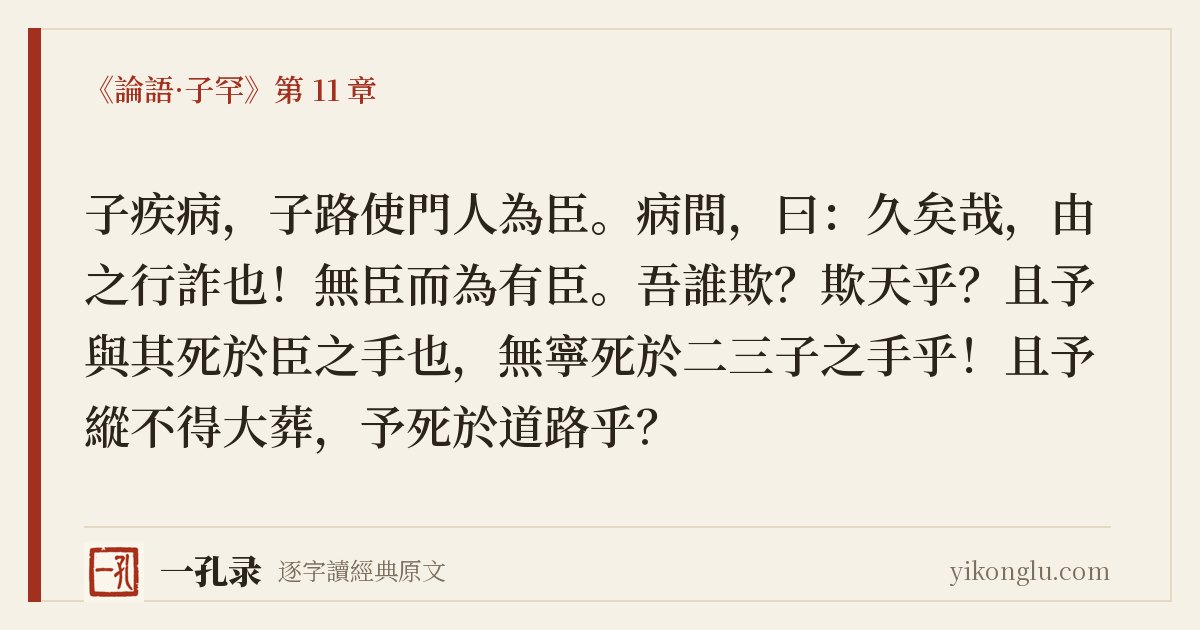 《論語·子罕》第 11 章
子疾病，子路使門人為臣。病間，曰：久矣哉，由
之行詐也！無臣而為有臣。吾誰欺？欺天乎？且予
與其死於臣之手也，無寧死於二三子之手乎！且予
縱不得大葬，予死於道路乎？
一孔
一孔录 逐字讀經典原文
yikonglu.com